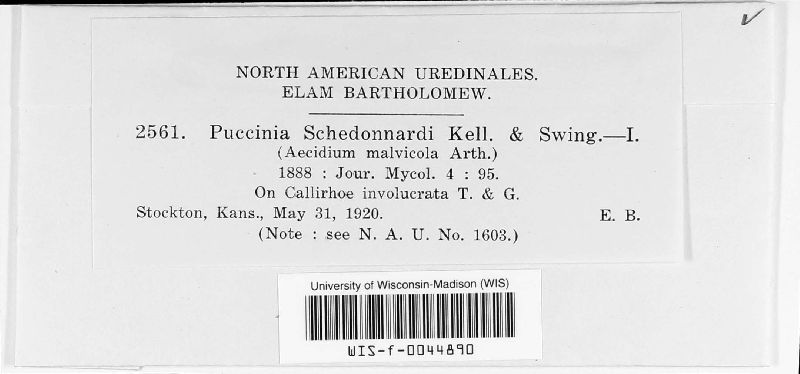 NORTH AMERICAN UREDINALES.
ELAM BARTHOLOMEW.
2561. Puccinia Schedonnardi Kell. & Swing.—I.
(Aecidium malvicola Arth.)
1888 : Jour. Mycol. 4 : 95.
On Callirhoe involucrata T. & G.
Stockton, Kans., May 31, 1920. E. B.
(Note : see N. A. U. No. 1603.)
University of Wisconsin-Madison (WIS)
WIS-f-0044890